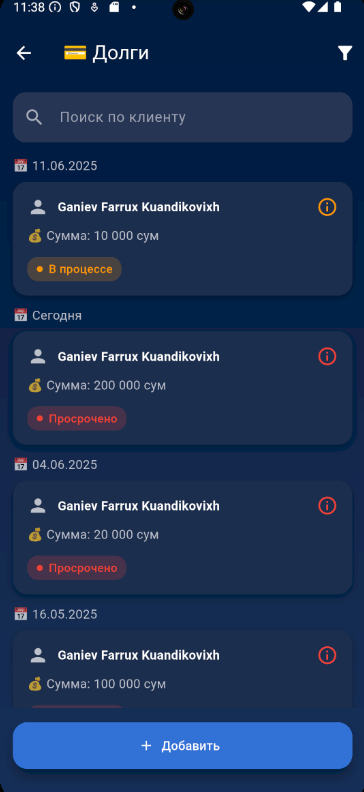 11:38
Долги
Поиск по клиенту
11.06.2025
Ganiev Farrux Kuandikovixh
Сумма: 10 000 сум
В процессе
Сегодня
Ganiev Farrux Kuandikovixh
Сумма: 200 000 сум
Просрочено
04.06.2025
Ganiev Farrux Kuandikovixh
Сумма: 20 000 сум
Просрочено
16.05.2025
Ganiev Farrux Kuandikovixh
Сумма: 100 000 сум
+ Добавить